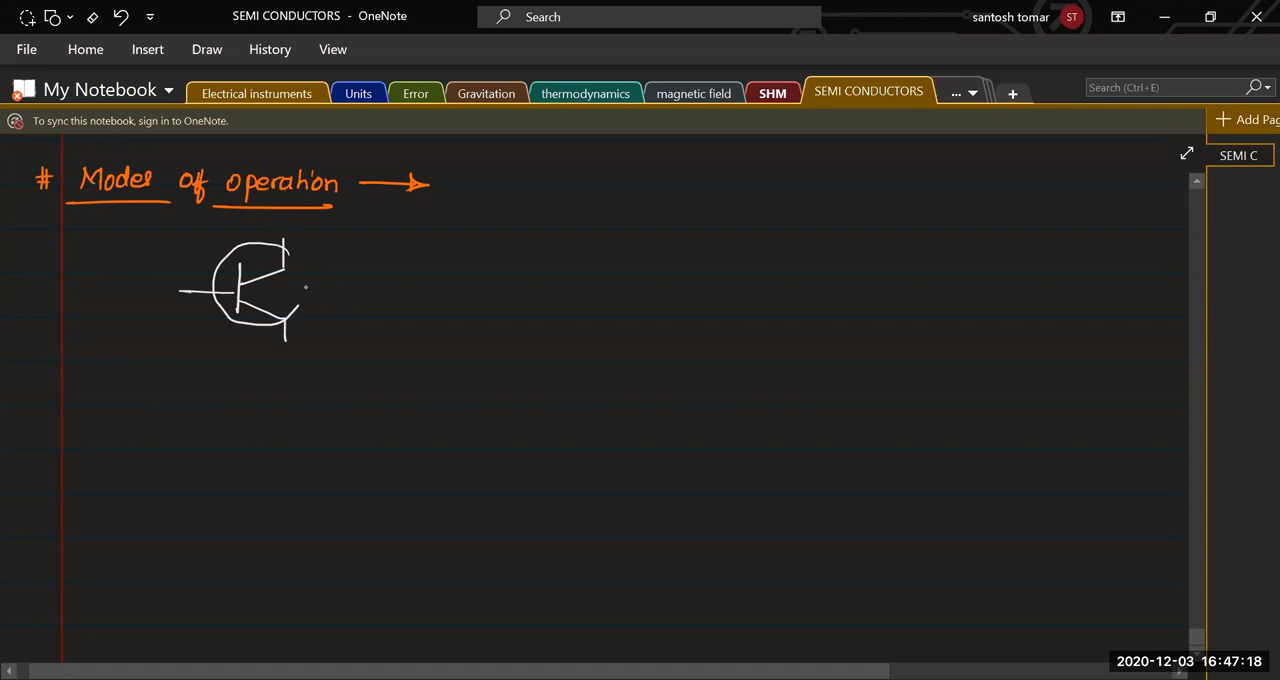 SEMI CONDUCTORS - OneNote
Search
santosh tomar
ST
File Home Insert Draw History View
My Notebook
Electrical instruments Units Error Gravitation thermodynamics magnetic field SHM SEMI CONDUCTORS ...
Search (Ctrl+E)
To sync this notebook, sign in to OneNote.
Add Pag
SEMI C
# Modes of operation
2020-12-03 16:47:18